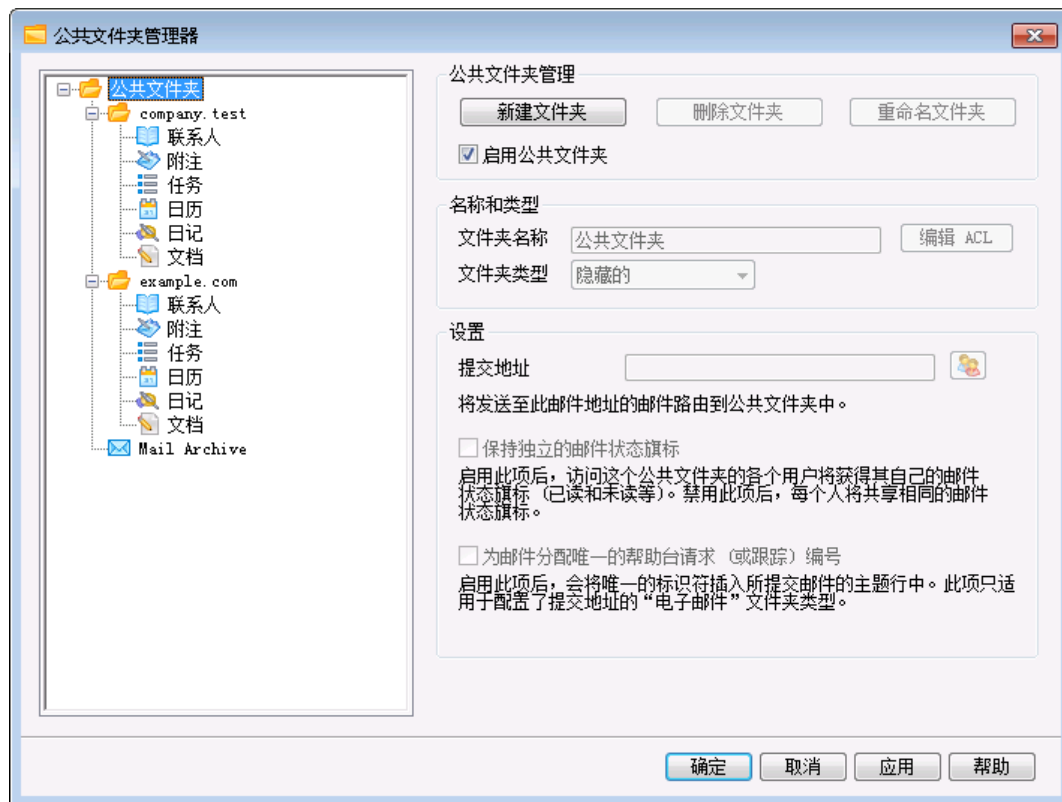 公共文件夹管理器
公共文件夹
company.test
联系人
附注
任务
日历
日记
文档
example.com
联系人
附注
任务
日历
日记
文档
Mail Archive
公共文件夹管理
新建文件夹 删除文件夹 重命名文件夹
启用公共文件夹
名称和类型
文件夹名称 公共文件夹 编辑 ACL
文件夹类型 隐藏的
设置
提交地址
将发送至此邮件地址的邮件路由到公共文件夹中。
保持独立的邮件状态旗标
启用此项后，访问这个公共文件夹的各个用户将获得其自己的邮件
状态旗标（已读和未读等）。禁用此项后，每个人将共享相同的邮件
状态旗标。
为邮件分配唯一的帮助台请求（或跟踪）编号
启用此项后，会将唯一的标识符插入所提交邮件的主题行中。此项只适
用于配置了提交地址的“电子邮件”文件夹类型。
确定 取消 应用 帮助